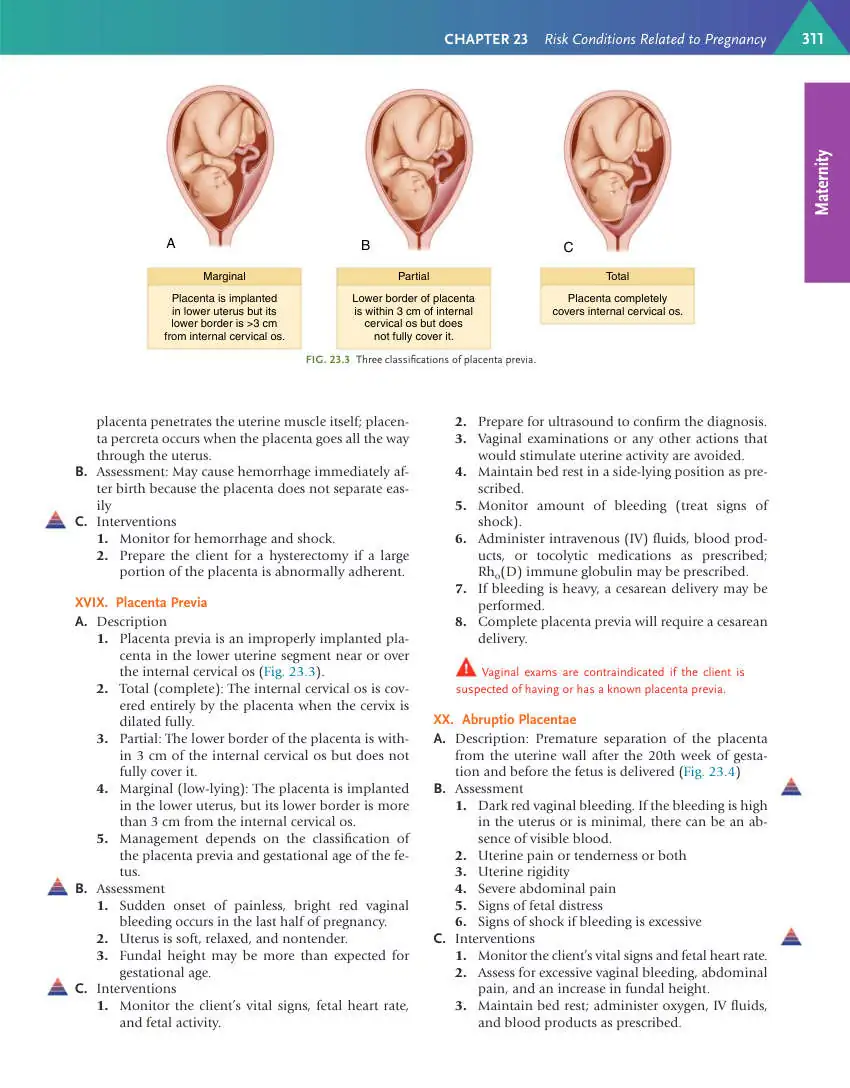 CHAPTER 23 Risk Conditions Related to Pregnancy 311
Maternity
A
B
C
Marginal
Placenta is implanted
in lower uterus but its
lower border is >3 cm
from internal cervical os.
Partial
Lower border of placenta
is within 3 cm of internal
cervical os but does
not fully cover it.
Total
Placenta completely
covers internal cervical os.
FIG. 23.3 Three classifications of placenta previa.
placenta penetrates the uterine muscle itself; placen-
ta percreta occurs when the placenta goes all the way
through the uterus.
B. Assessment: May cause hemorrhage immediately af-
ter birth because the placenta does not separate eas-
ily
C. Interventions
1. Monitor for hemorrhage and shock.
2. Prepare the client for a hysterectomy if a large
portion of the placenta is abnormally adherent.
XVIX. Placenta Previa
A. Description
1. Placenta previa is an improperly implanted pla-
centa in the lower uterine segment near or over
the internal cervical os (Fig. 23.3).
2. Total (complete): The internal cervical os is cov-
ered entirely by the placenta when the cervix is
dilated fully.
3. Partial: The lower border of the placenta is with-
in 3 cm of the internal cervical os but does not
fully cover it.
4. Marginal (low-lying): The placenta is implanted
in the lower uterus, but its lower border is more
than 3 cm from the internal cervical os.
5. Management depends on the classification of
the placenta previa and gestational age of the fe-
tus.
B. Assessment
1. Sudden onset of painless, bright red vaginal
bleeding occurs in the last half of pregnancy.
2. Uterus is soft, relaxed, and nontender.
3. Fundal height may be more than expected for
gestational age.
C. Interventions
1. Monitor the client's vital signs, fetal heart rate,
and fetal activity.
2. Prepare for ultrasound to confirm the diagnosis.
3. Vaginal examinations or any other actions that
would stimulate uterine activity are avoided.
4. Maintain bed rest in a side-lying position as pre-
scribed.
5. Monitor amount of bleeding (treat signs of
shock).
6. Administer intravenous (IV) fluids, blood prod-
ucts, or tocolytic medications as prescribed;
Rho(D) immune globulin may be prescribed.
7. If bleeding is heavy, a cesarean delivery may be
performed.
8. Complete placenta previa will require a cesarean
delivery.
Vaginal exams are contraindicated if the client is
suspected of having or has a known placenta previa.
XX. Abruptio Placentae
A. Description: Premature separation of the placenta
from the uterine wall after the 20th week of gesta-
tion and before the fetus is delivered (Fig. 23.4)
B. Assessment
1. Dark red vaginal bleeding. If the bleeding is high
in the uterus or is minimal, there can be an ab-
sence of visible blood.
2. Uterine pain or tenderness or both
3. Uterine rigidity
4. Severe abdominal pain
5. Signs of fetal distress
6. Signs of shock if bleeding is excessive
C. Interventions
1. Monitor the client's vital signs and fetal heart rate.
2. Assess for excessive vaginal bleeding, abdominal
pain, and an increase in fundal height.
3. Maintain bed rest; administer oxygen, IV fluids,
and blood products as prescribed.